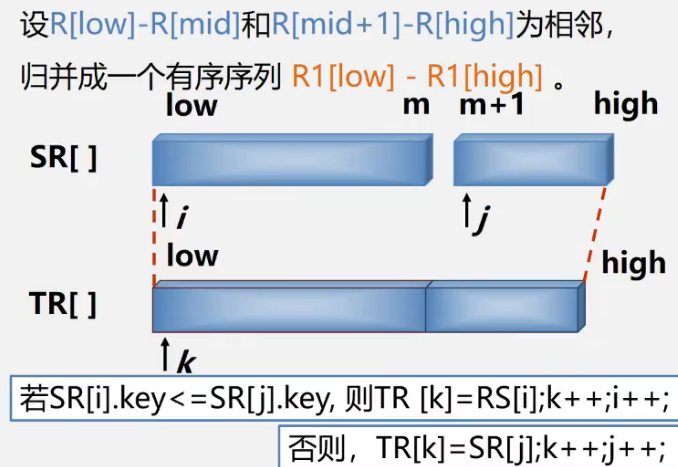 设R[low]-R[mid]和R[mid+1]-R[high]为相邻，
归并成一个有序序列 R1[low] - R1[high] 。
low m m+1 high
SR[ ]
i j
low high
TR[ ]
k
若SR[i].key<=SR[j].key, 则TR [k]=RS[i];k++;i++;
否则，TR[k]=SR[j];k++;j++;